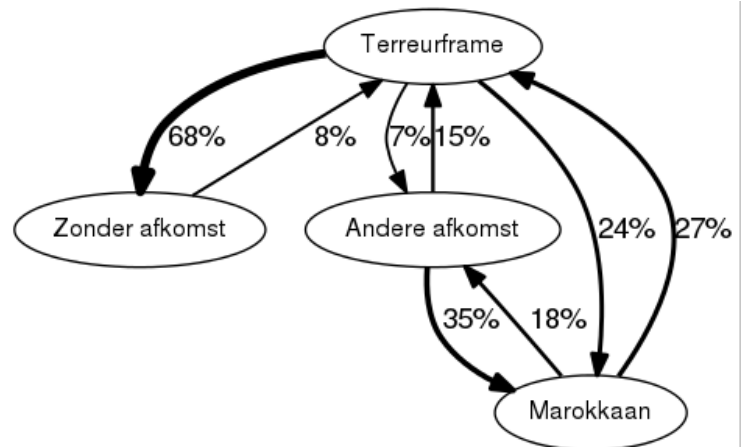 Terreurframe
68%
8%
7%
15%
Zonder afkomst
Andere afkomst
24%
27%
35%
18%
Marokkaan